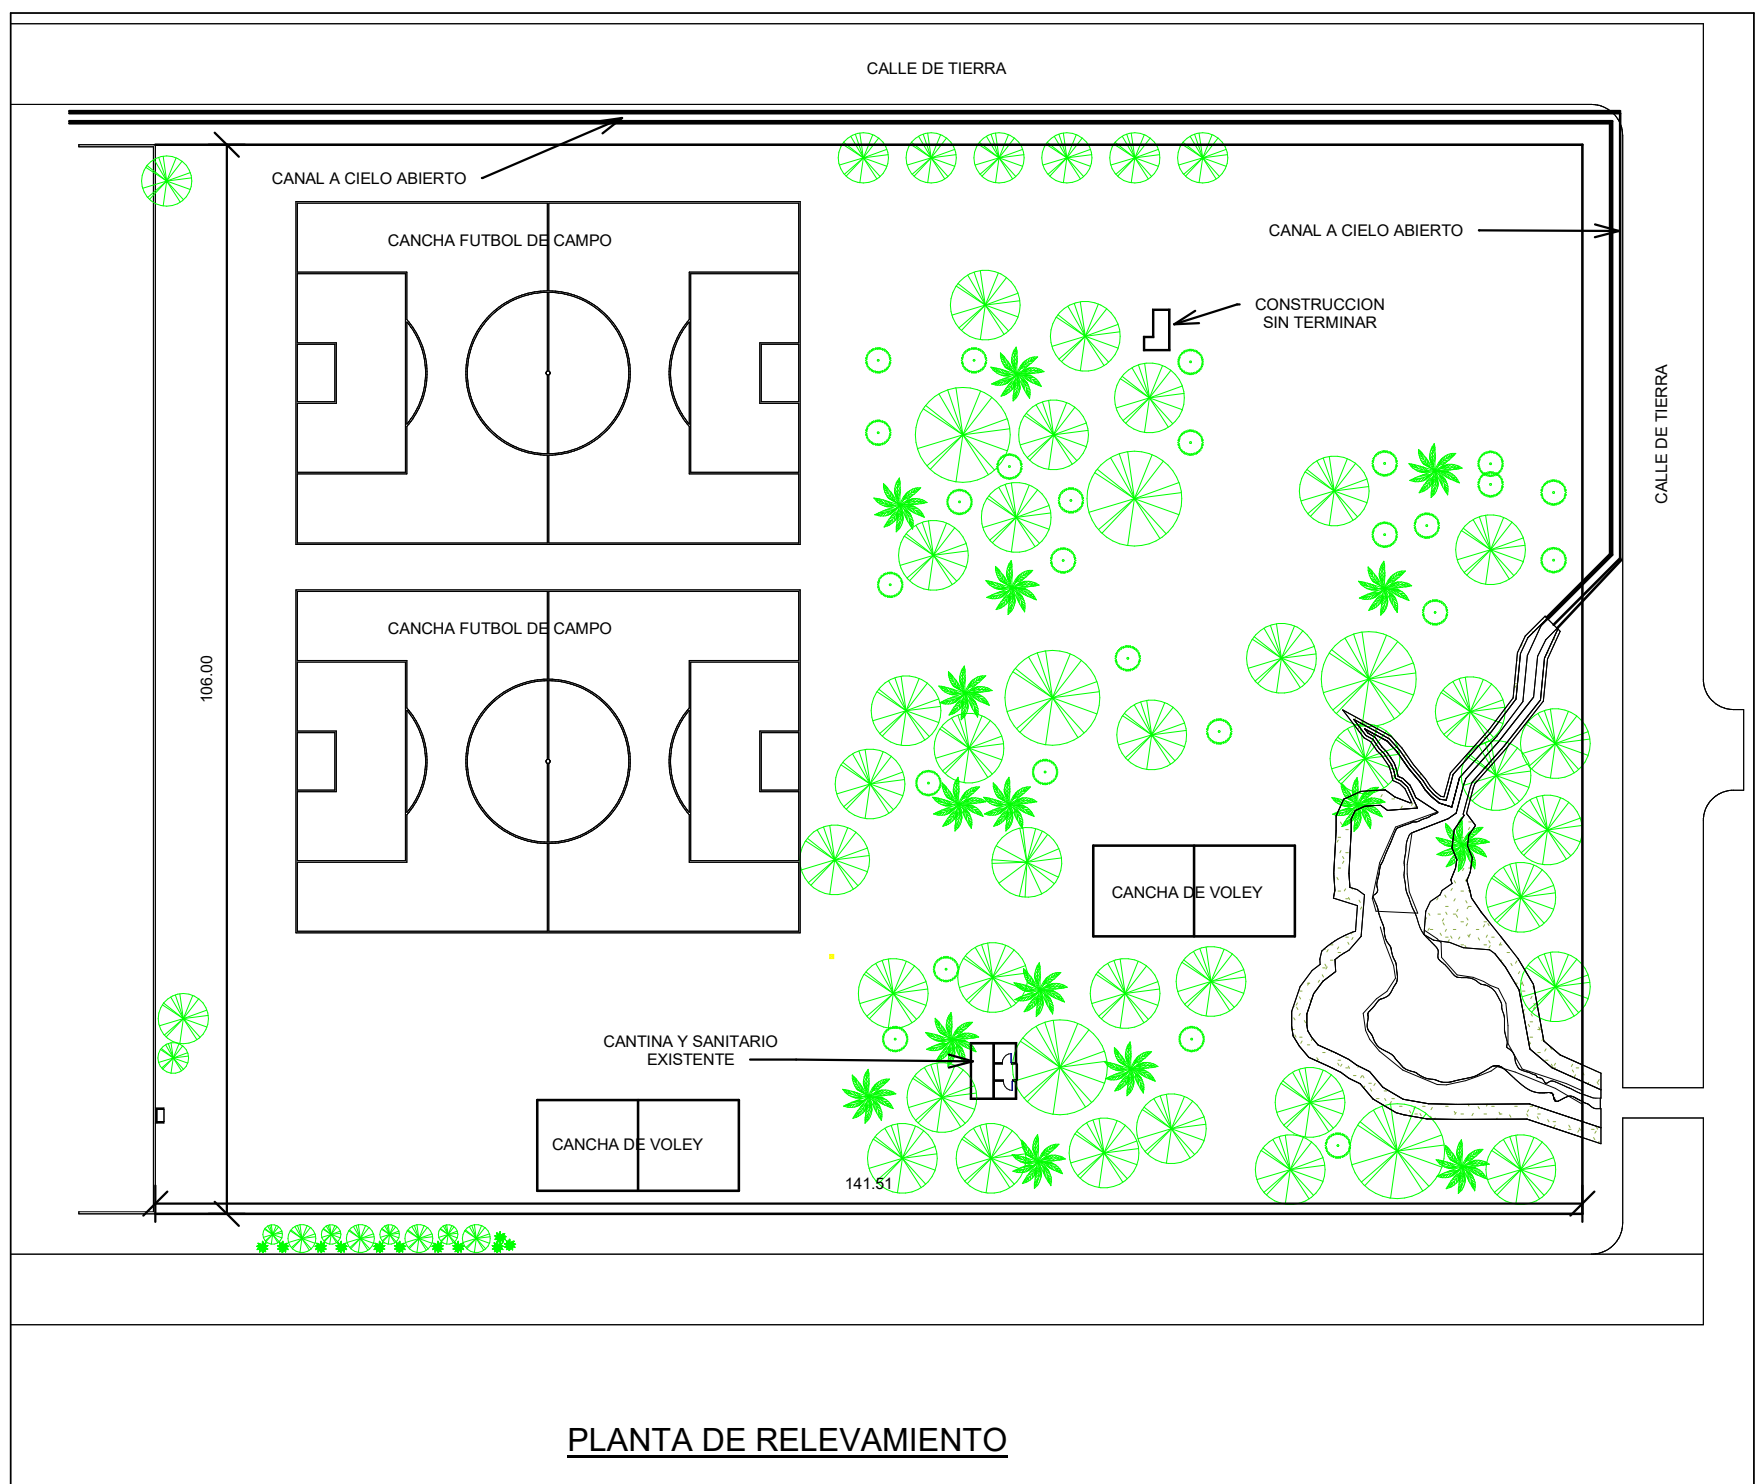 CALLE DE TIERRA
CANAL A CIELO ABIERTO
CANAL A CIELO ABIERTO
CANCHA FUTBOL DE CAMPO
CONSTRUCCION
SIN TERMINAR
CALLE DE TIERRA
CANCHA FUTBOL DE CAMPO
106.00
CANCHA DE VOLEY
CANTINA Y SANITARIO
EXISTENTE
CANCHA DE VOLEY
141.51
PLANTA DE RELEVAMIENTO